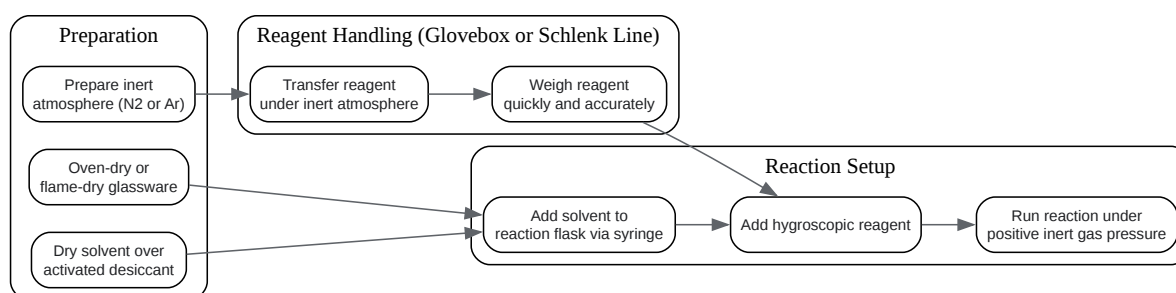 Preparation
Prepare inert
atmosphere (N2 or Ar)
Oven-dry or
flame-dry glassware
Dry solvent over
activated desiccant
Reagent Handling (Glovebox or Schlenk Line)
Transfer reagent
under inert atmosphere
Weigh reagent
quickly and accurately
Reaction Setup
Add solvent to
reaction flask via syringe
Add hygroscopic reagent
Run reaction under
positive inert gas pressure